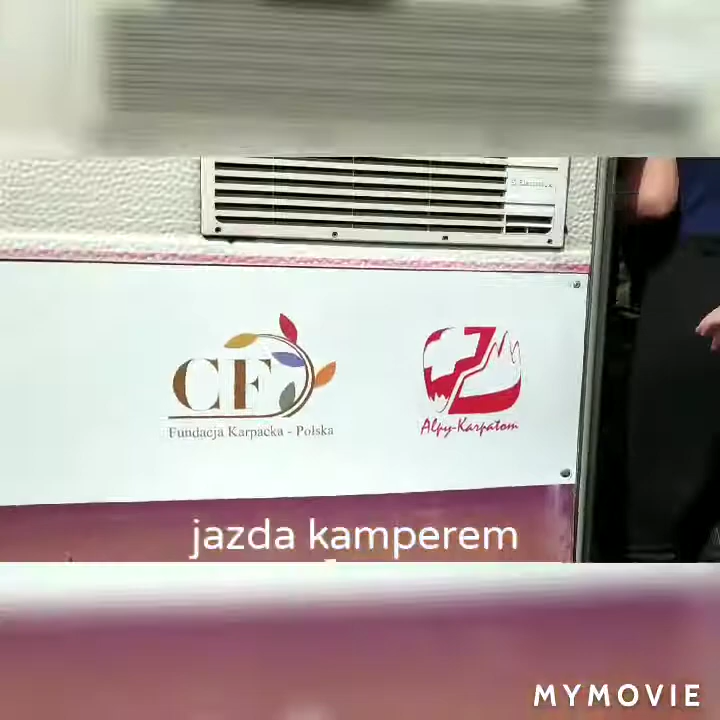 CF
Fundacja Karpacka - Polska
Alpy-Karpatom
jazda kamperem
MYMOVIE